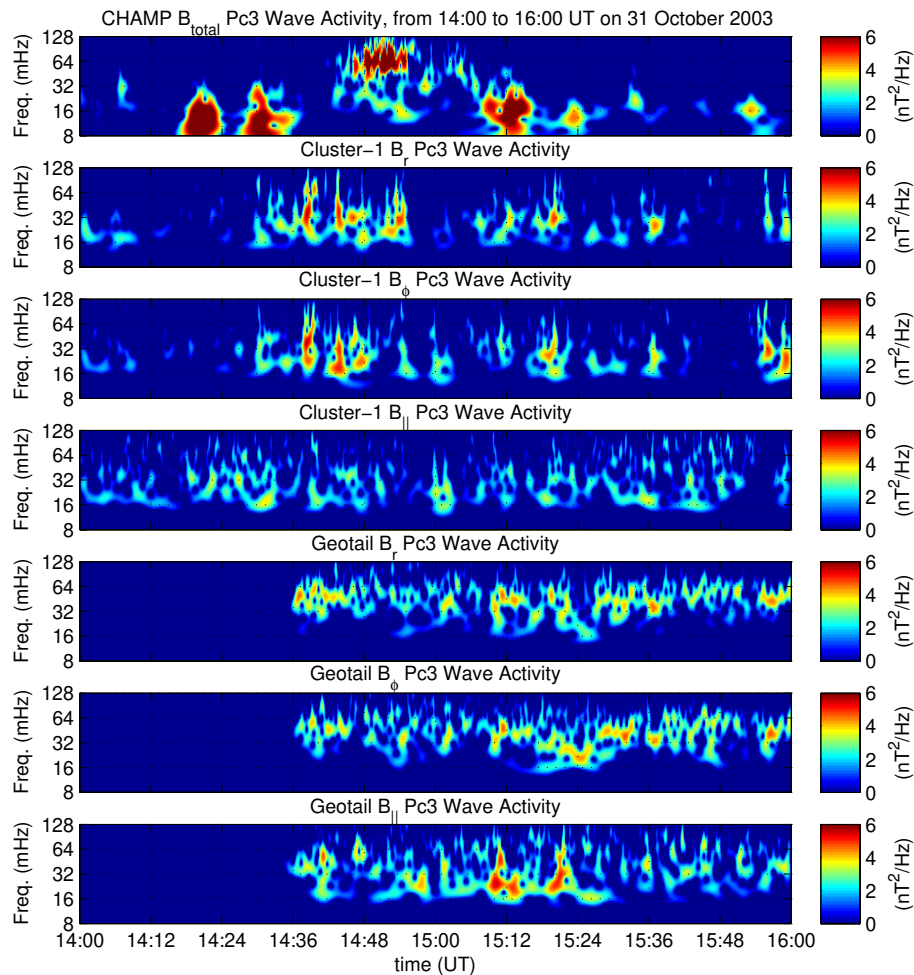 CHAMP B_total Pc3 Wave Activity, from 14:00 to 16:00 UT on 31 October 2003
Freq. (mHz)
128
64
32
16
8
6
4
2
0
(nT²/Hz)
Cluster−1 B_r Pc3 Wave Activity
Freq. (mHz)
128
64
32
16
8
6
4
2
0
(nT²/Hz)
Cluster−1 B_ϕ Pc3 Wave Activity
Freq. (mHz)
128
64
32
16
8
6
4
2
0
(nT²/Hz)
Cluster−1 B_|| Pc3 Wave Activity
Freq. (mHz)
128
64
32
16
8
6
4
2
0
(nT²/Hz)
Geotail B_r Pc3 Wave Activity
Freq. (mHz)
128
64
32
16
8
6
4
2
0
(nT²/Hz)
Geotail B_ϕ Pc3 Wave Activity
Freq. (mHz)
128
64
32
16
8
6
4
2
0
(nT²/Hz)
Geotail B_|| Pc3 Wave Activity
Freq. (mHz)
128
64
32
16
8
6
4
2
0
(nT²/Hz)
14:00 14:12 14:24 14:36 14:48 15:00 15:12 15:24 15:36 15:48 16:00
time (UT)